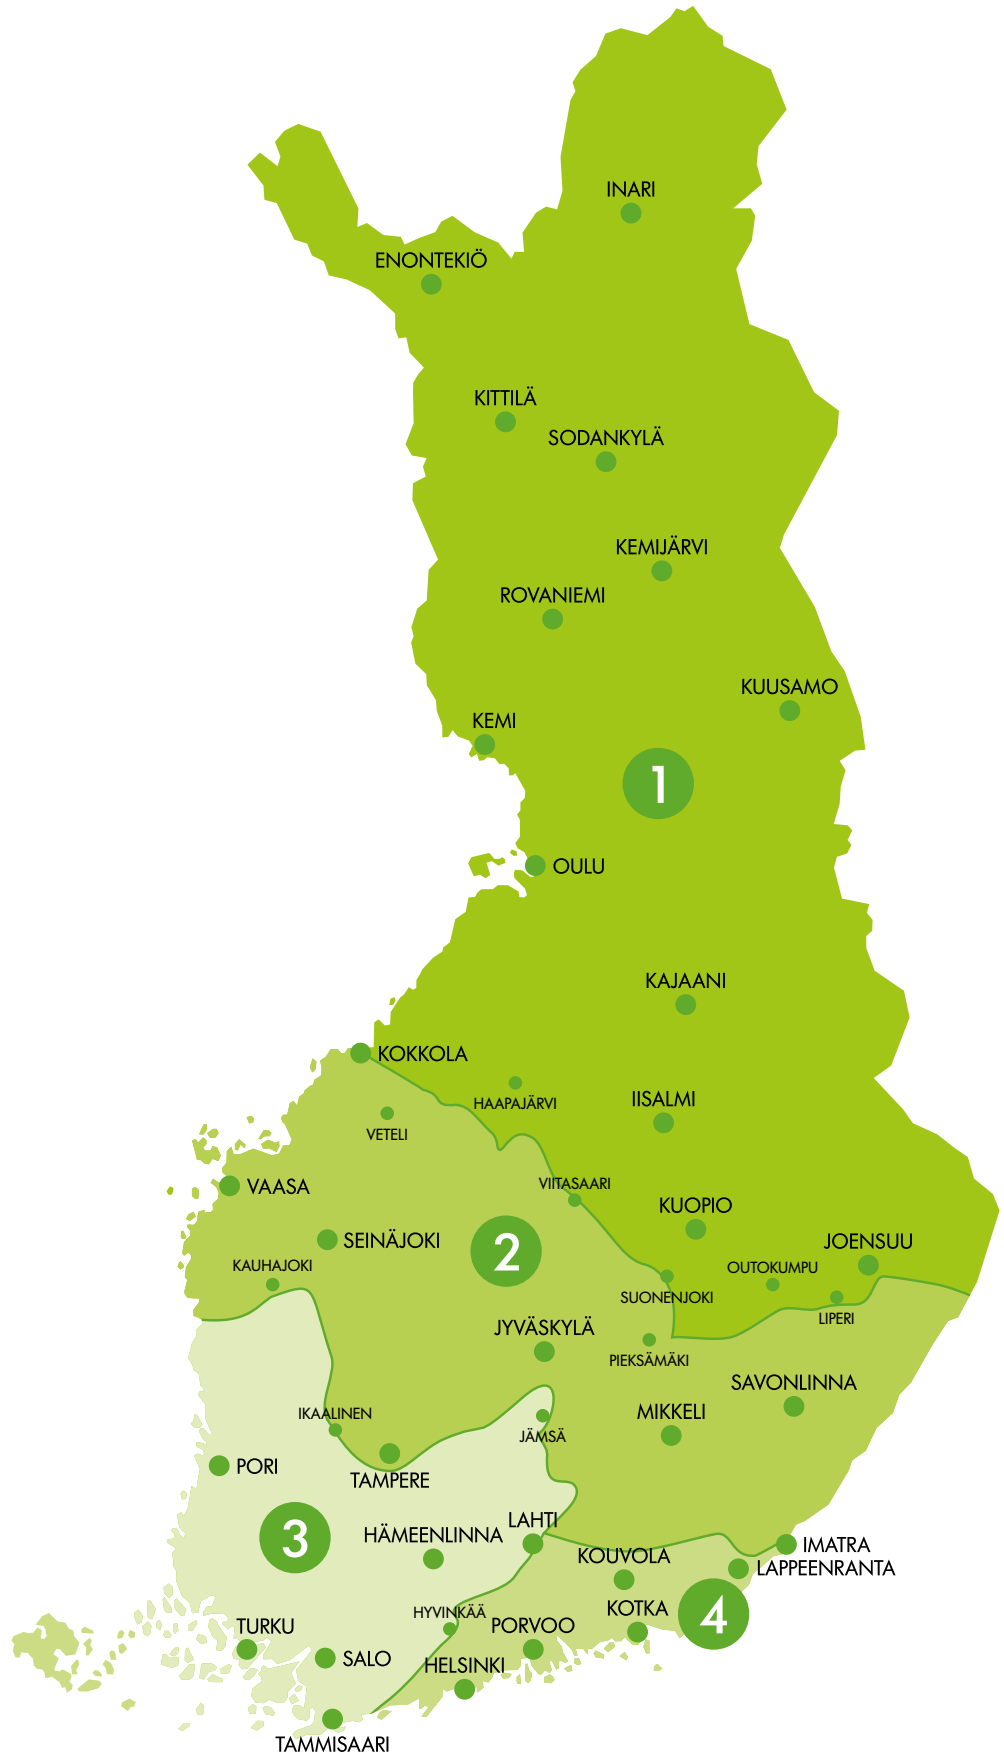 INARI
ENONTEKIÖ
KITTILÄ
SODANKYLÄ
KEMIJÄRVI
ROVANIEMI
KUUSAMO
KEMI
1
OULU
KAJAANI
KOKKOLA
HAAPAJÄRVI
IISALMI
VETELI
VIITASAARI
VAASA
KUOPIO
SEINÄJOKI
2
JOENSUU
KAUHAJOKI
OUTOKUMPU
SUONENJOKI
LIPERI
JYVÄSKYLÄ
PIEKSÄMÄKI
SAVONLINNA
IKAALINEN
MIKKELI
JÄMSÄ
PORI
TAMPERE
LAHTI
3
HÄMEENLINNA
IMATRA
KOUVOLA
LAPPEENRANTA
HYVINKÄÄ
KOTKA
4
TURKU
PORVOO
SALO
HELSINKI
TAMMISAARI